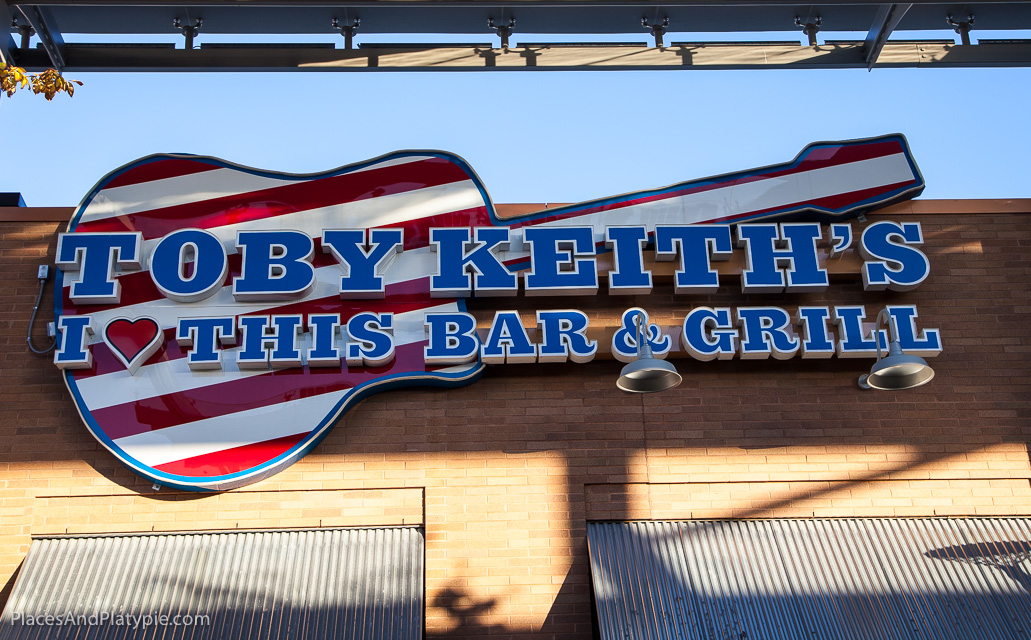 TOBY KEITH'S
I ❤ THIS BAR & GRILL
PlacesAndPlatypie.com